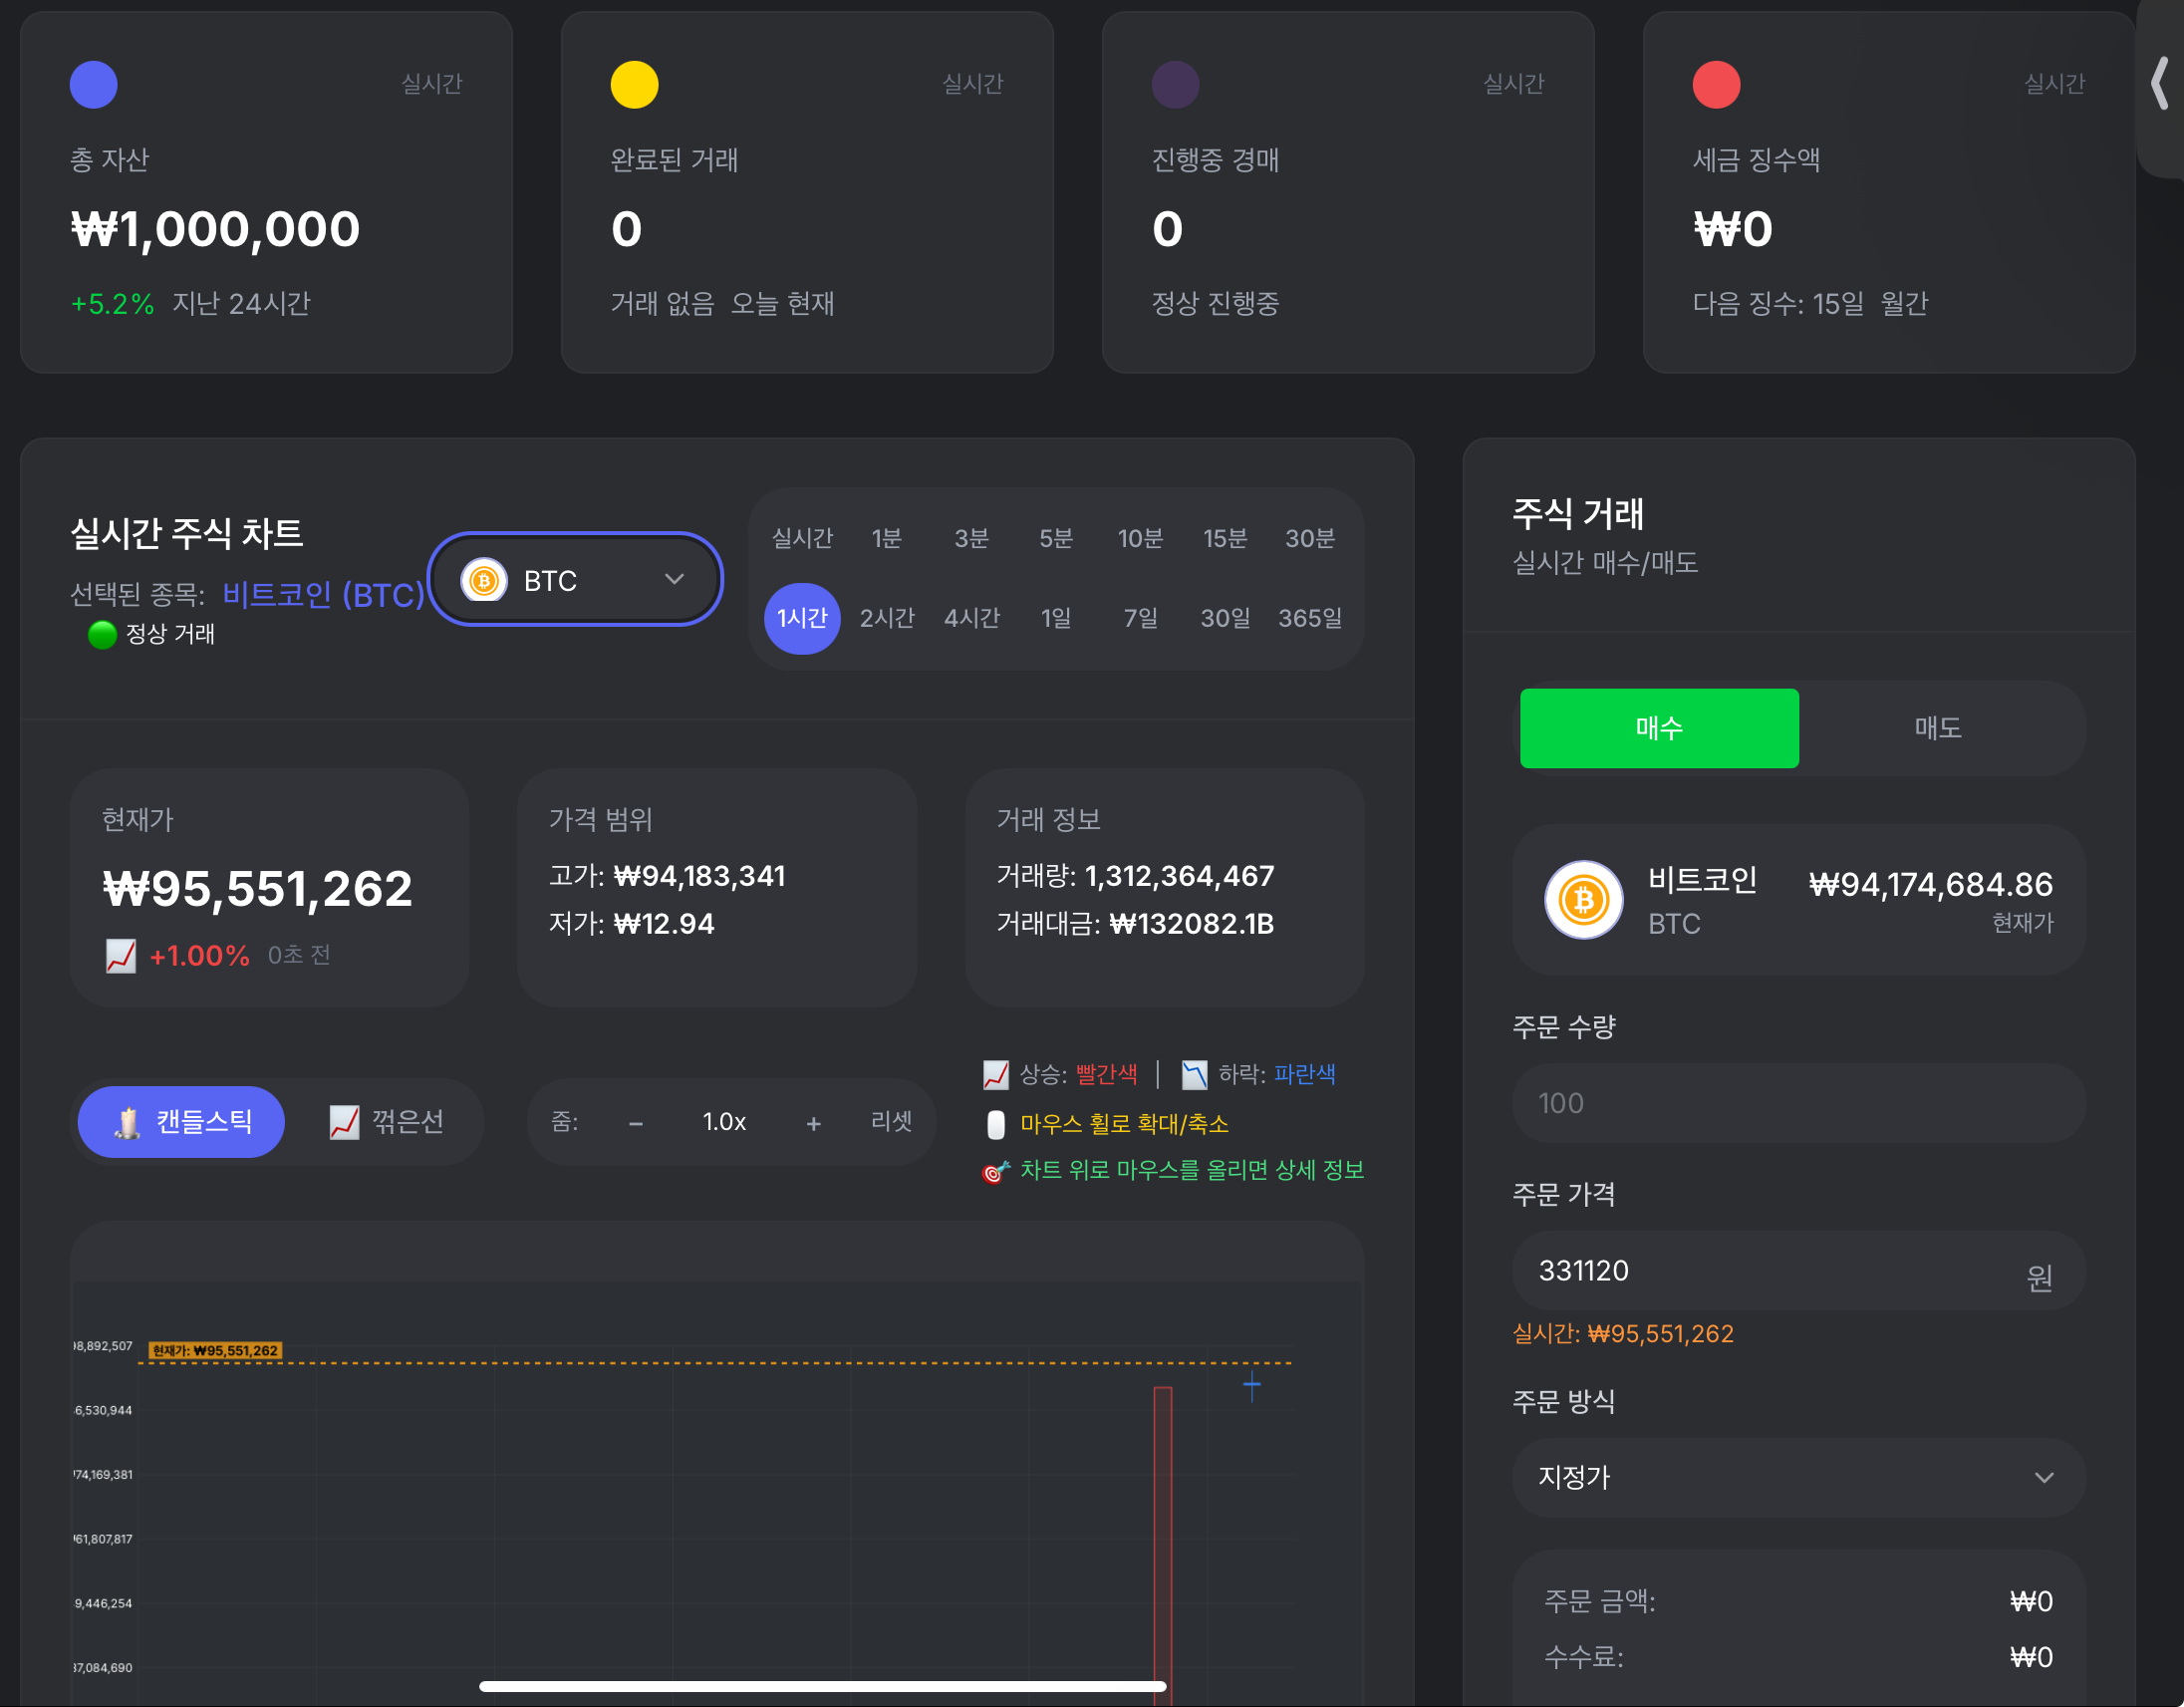 실시간
총 자산
₩1,000,000
+5.2% 지난 24시간
실시간
완료된 거래
0
거래 없음 오늘 현재
실시간
진행중 경매
0
정상 진행중
실시간
세금 징수액
₩0
다음 징수: 15일 월간
실시간 주식 차트
선택된 종목: 비트코인 (BTC)
정상 거래
BTC
실시간 1분 3분 5분 10분 15분 30분
1시간 2시간 4시간 1일 7일 30일 365일
현재가
₩95,551,262
+1.00% 0초 전
가격 범위
고가: ₩94,183,341
저가: ₩12.94
거래 정보
거래량: 1,312,364,467
거래대금: ₩132082.1B
캔들스틱 꺾은선
줌: − 1.0x + 리셋
상승: 빨간색 | 하락: 파란색
마우스 휠로 확대/축소
차트 위로 마우스를 올리면 상세 정보
98,892,507
현재가: ₩95,551,262
6,530,944
74,169,381
61,807,817
9,446,254
37,084,690
주식 거래
실시간 매수/매도
매수 매도
비트코인 ₩94,174,684.86
BTC 현재가
주문 수량
100
주문 가격
331120 원
실시간: ₩95,551,262
주문 방식
지정가
주문 금액: ₩0
수수료: ₩0